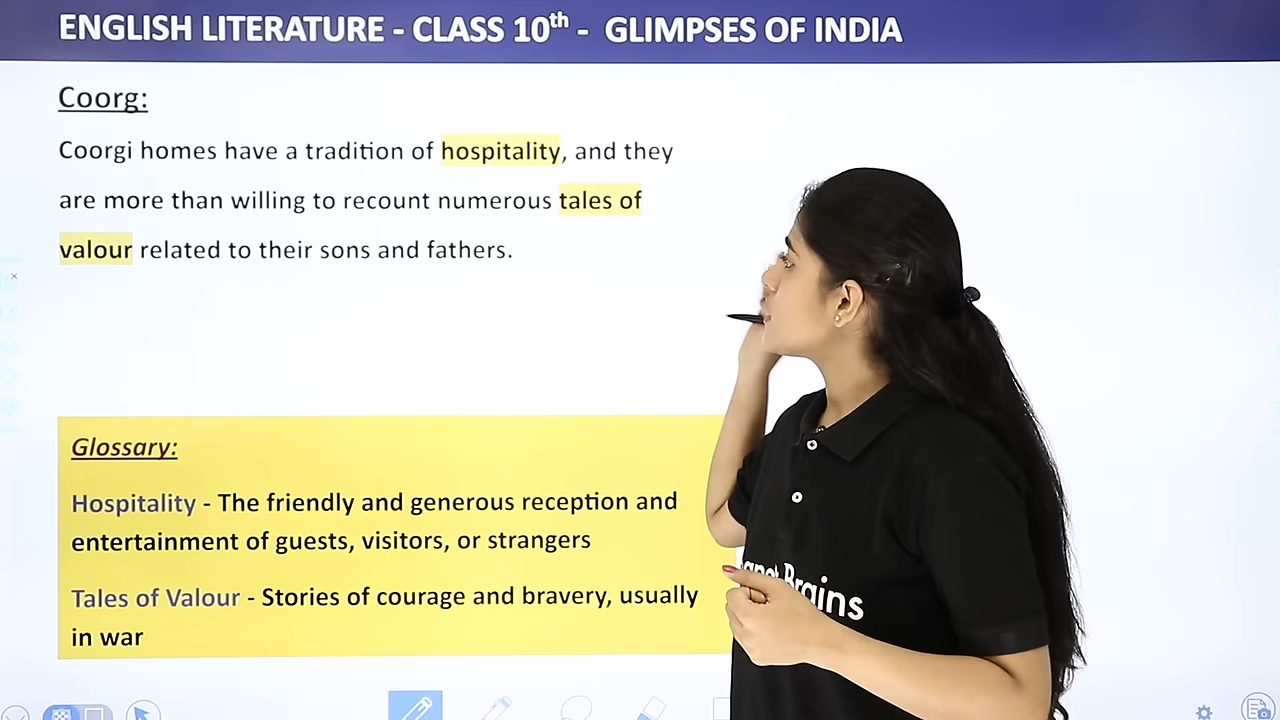 ENGLISH LITERATURE - CLASS 10th - GLIMPSES OF INDIA
Coorg:
Coorgi homes have a tradition of hospitality, and they
are more than willing to recount numerous tales of
valour related to their sons and fathers.
Glossary:
Hospitality - The friendly and generous reception and
entertainment of guests, visitors, or strangers
Tales of Valour - Stories of courage and bravery, usually
in war
Brains